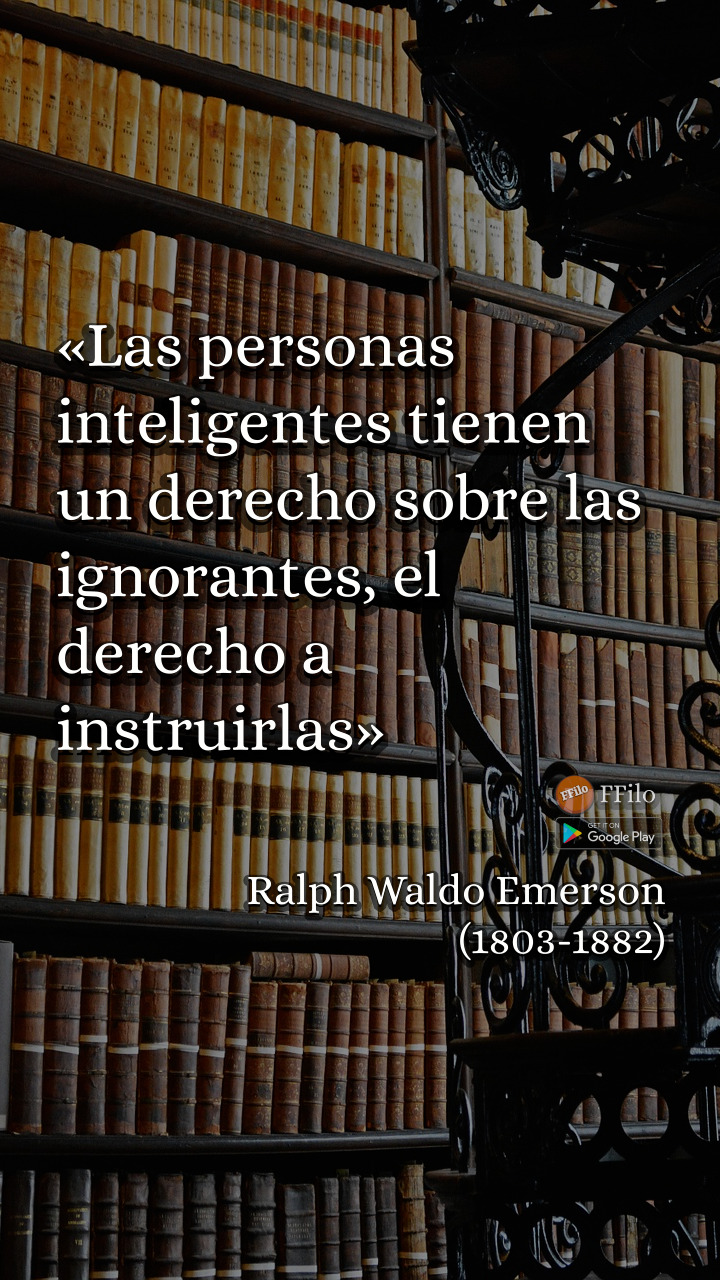 «Las personas
inteligentes tienen
un derecho sobre las
ignorantes, el
derecho a
instruirlas»
FFilo FFilo
GET IT ON
Google Play
Ralph Waldo Emerson
(1803-1882)